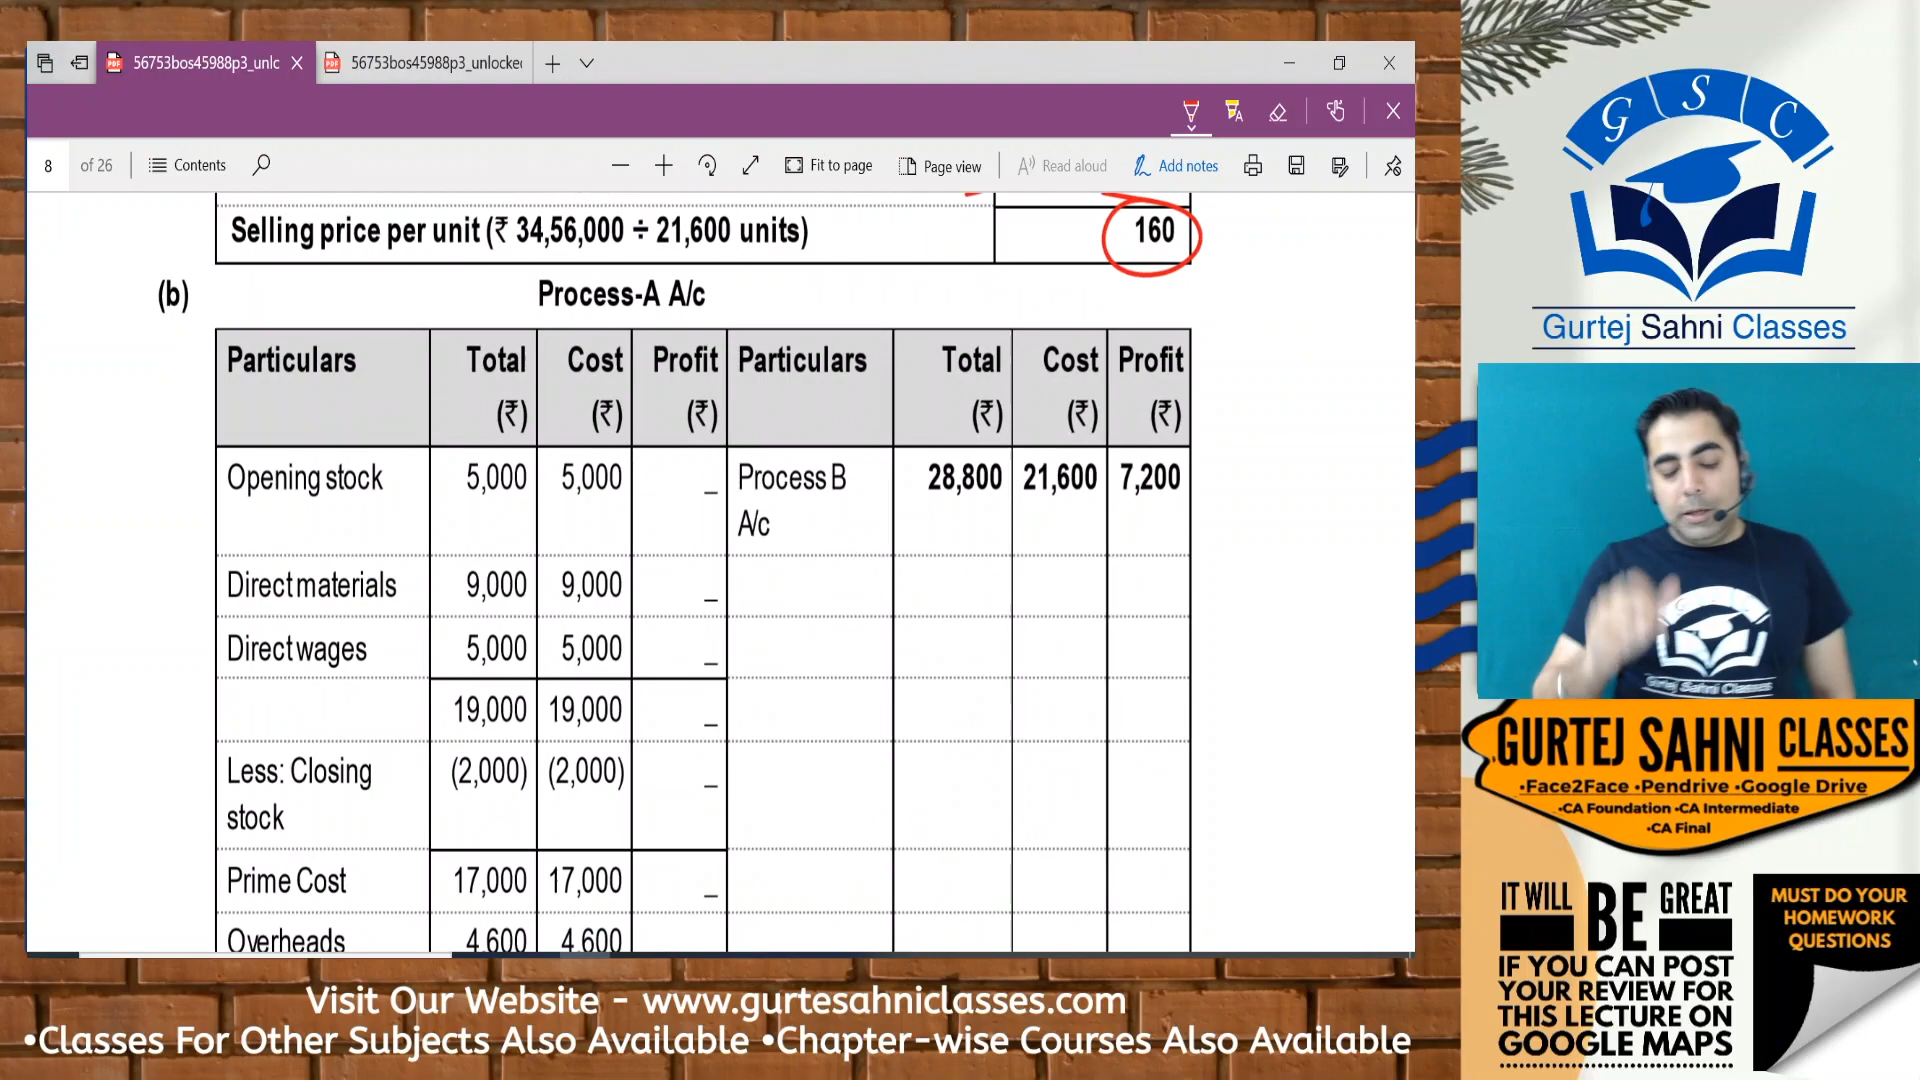 56753bos45988p3_unlc
56753bos45988p3_unlocked
8 of 26
Contents
Fit to page
Page view
Read aloud
Add notes
Selling price per unit (₹ 34,56,000 ÷ 21,600 units) 160
(b) Process-A A/c
Particulars Total (₹) Cost (₹) Profit (₹) Particulars Total (₹) Cost (₹) Profit (₹)
Opening stock 5,000 5,000 _ Process B A/c 28,800 21,600 7,200
Direct materials 9,000 9,000 _
Direct wages 5,000 5,000 _
19,000 19,000 _
Less: Closing stock (2,000) (2,000) _
Prime Cost 17,000 17,000 _
Overheads 4,600 4,600
G S C
Gurtej Sahni Classes
Gurtej Sahni Classes
GURTEJ SAHNI CLASSES
•Face2Face •Pendrive •Google Drive
•CA Foundation •CA Intermediate
•CA Final
IT WILL BE GREAT
IF YOU CAN POST
YOUR REVIEW FOR
THIS LECTURE ON
GOOGLE MAPS
MUST DO YOUR
HOMEWORK
QUESTIONS
Visit Our Website - www.gurtesahniclasses.com
•Classes For Other Subjects Also Available •Chapter-wise Courses Also Available